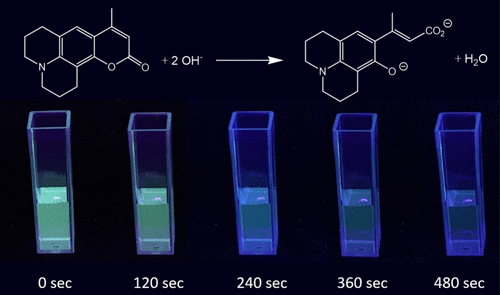 N O O + 2 OH⁻ N O⊖ CO₂⊖ + H₂O
0 sec 120 sec 240 sec 360 sec 480 sec